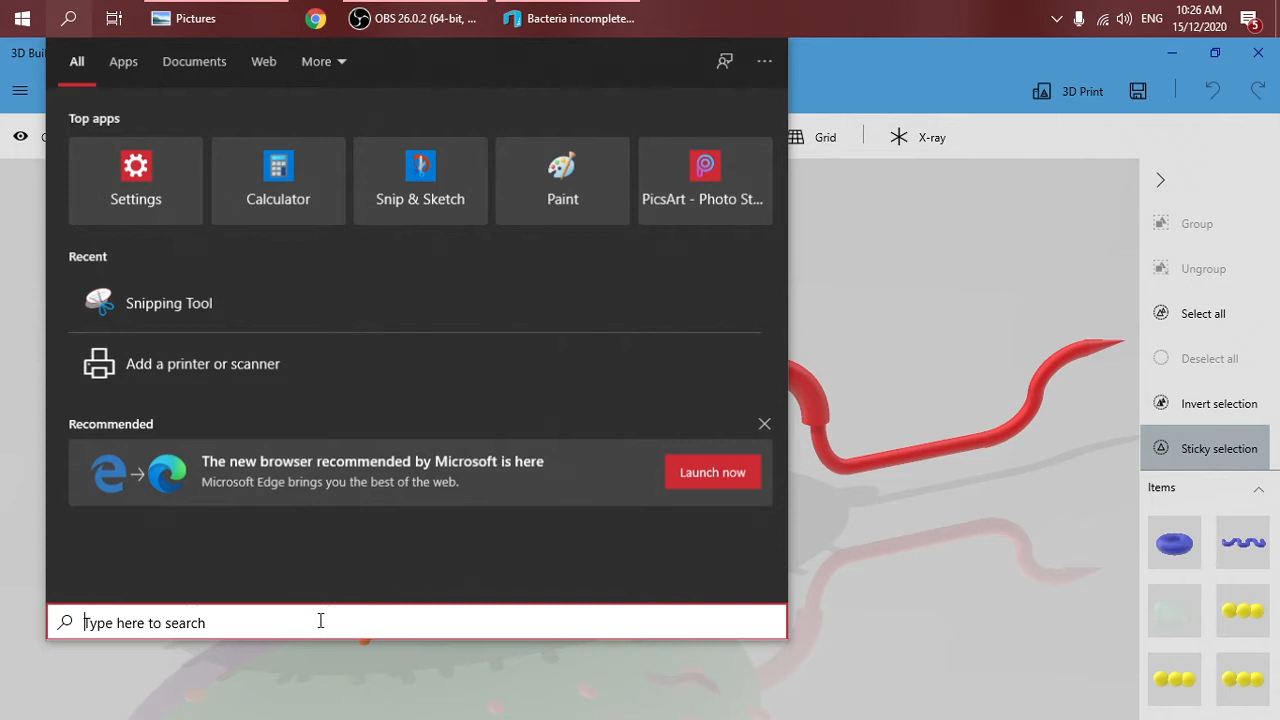 Pictures
OBS 26.0.2 (64-bit, ...
Bacteria incomplete...
ENG
10:26 AM
15/12/2020
5
3D Bui
All
Apps
Documents
Web
More
3D Print
Grid
X-ray
Top apps
Settings
Calculator
Snip & Sketch
Paint
PicsArt - Photo St...
Recent
Snipping Tool
Add a printer or scanner
Recommended
The new browser recommended by Microsoft is here
Microsoft Edge brings you the best of the web.
Launch now
Type here to search
Group
Ungroup
Select all
Deselect all
Invert selection
Sticky selection
Items